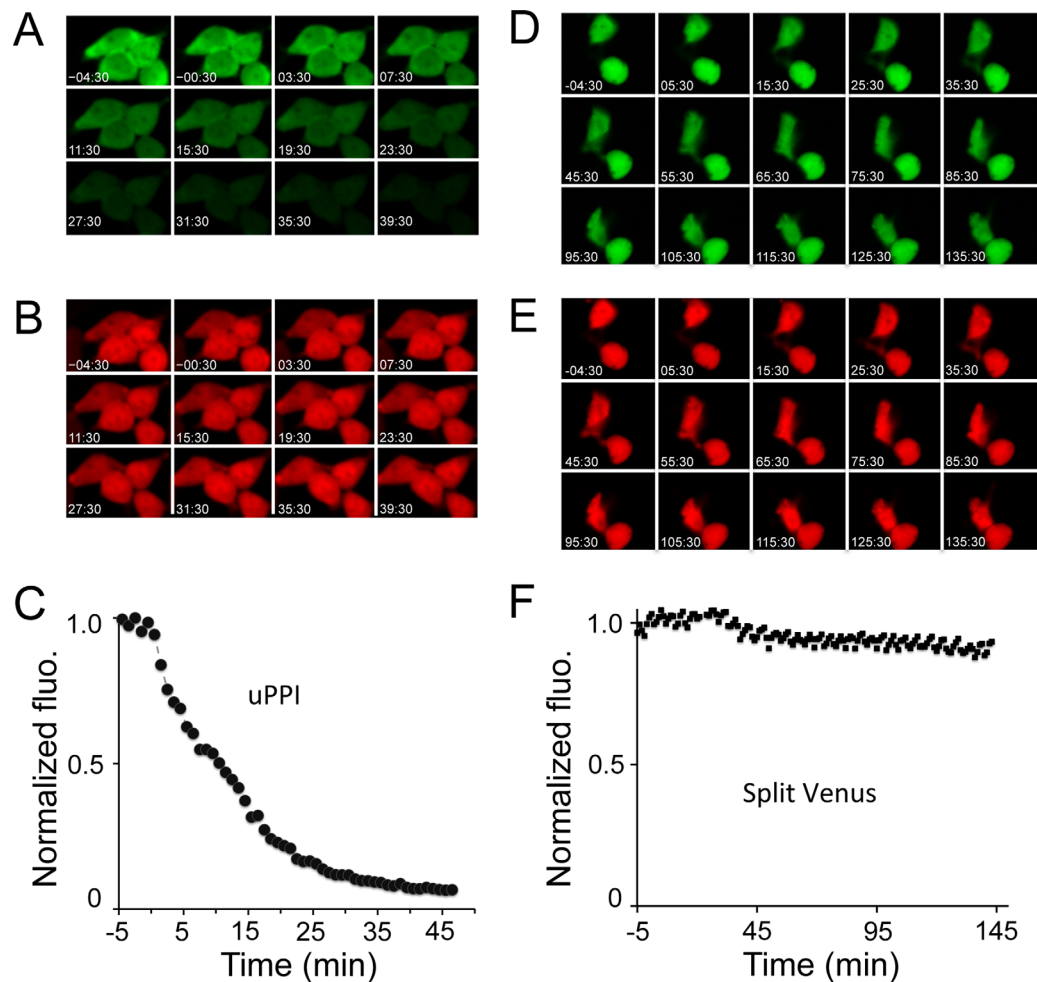 A
−04:30 −00:30 03:30 07:30
11:30 15:30 19:30 23:30
27:30 31:30 35:30 39:30
B
−04:30 −00:30 03:30 07:30
11:30 15:30 19:30 23:30
27:30 31:30 35:30 39:30
C
Normalized fluo.
1.0
0.5
0
uPPI
-5 5 15 25 35 45
Time (min)
D
-04:30 05:30 15:30 25:30 35:30
45:30 55:30 65:30 75:30 85:30
95:30 105:30 115:30 125:30 135:30
E
-04:30 05:30 15:30 25:30 35:30
45:30 55:30 65:30 75:30 85:30
95:30 105:30 115:30 125:30 135:30
F
Normalized fluo.
1.0
0.5
0
Split Venus
-5 45 95 145
Time (min)